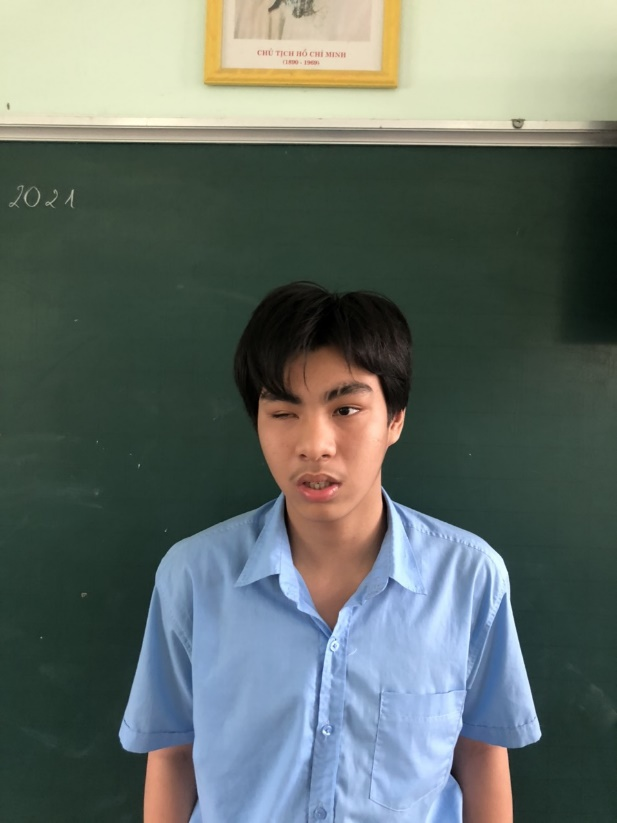 CHỦ TỊCH HỒ CHÍ MINH
(1890 - 1969)
2021